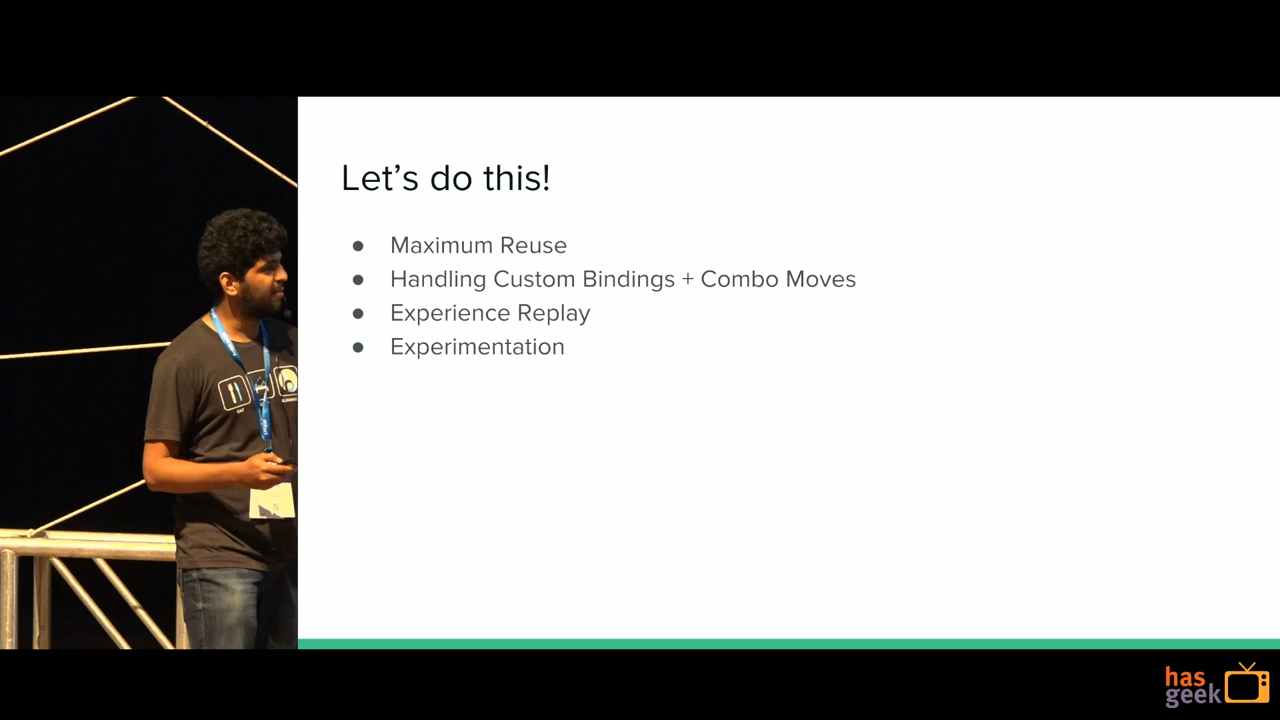 Let's do this!
● Maximum Reuse
● Handling Custom Bindings + Combo Moves
● Experience Replay
● Experimentation
has
geek